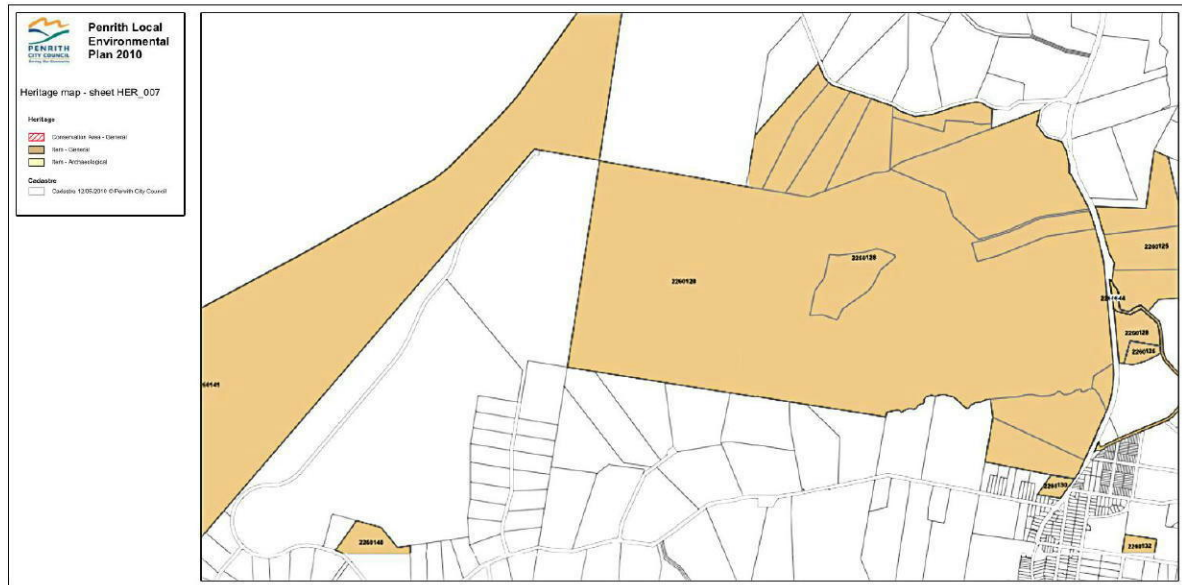 PENRITH
CITY COUNCIL
Penrith Local
Environmental
Plan 2010
Heritage map - sheet HER_007
Heritage
Conservation Area - General
Item - General
Item - Archaeological
Cadastre
Cadastre 12/05/2010 © Penrith City Council
2260125
2260128
2260128
2260128
2260135
2260130
2260148
2260132